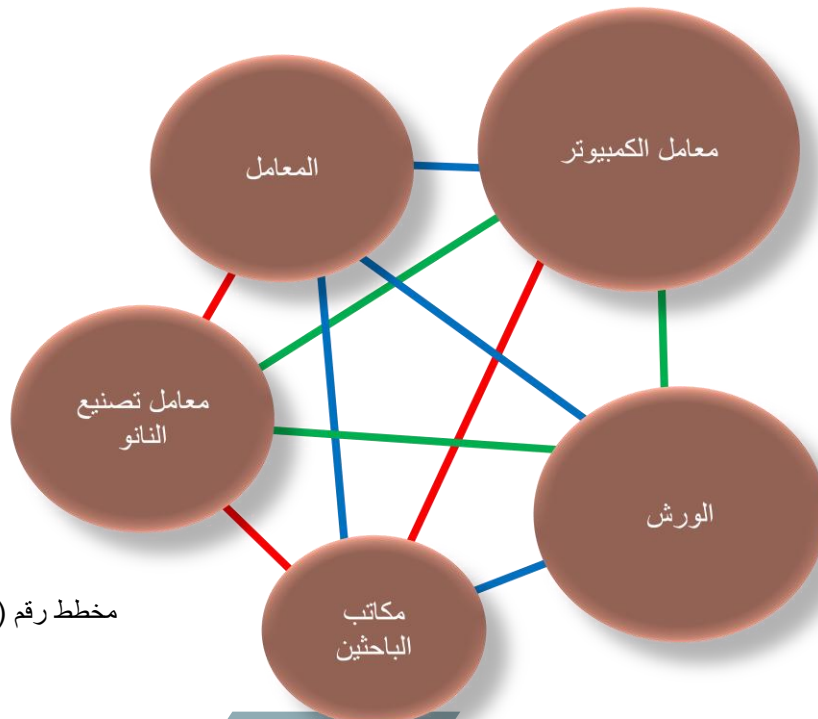 معامل الكمبيوتر
المعامل
معامل تصنيع
النانو
الورش
مكاتب
الباحثين
مخطط رقم (